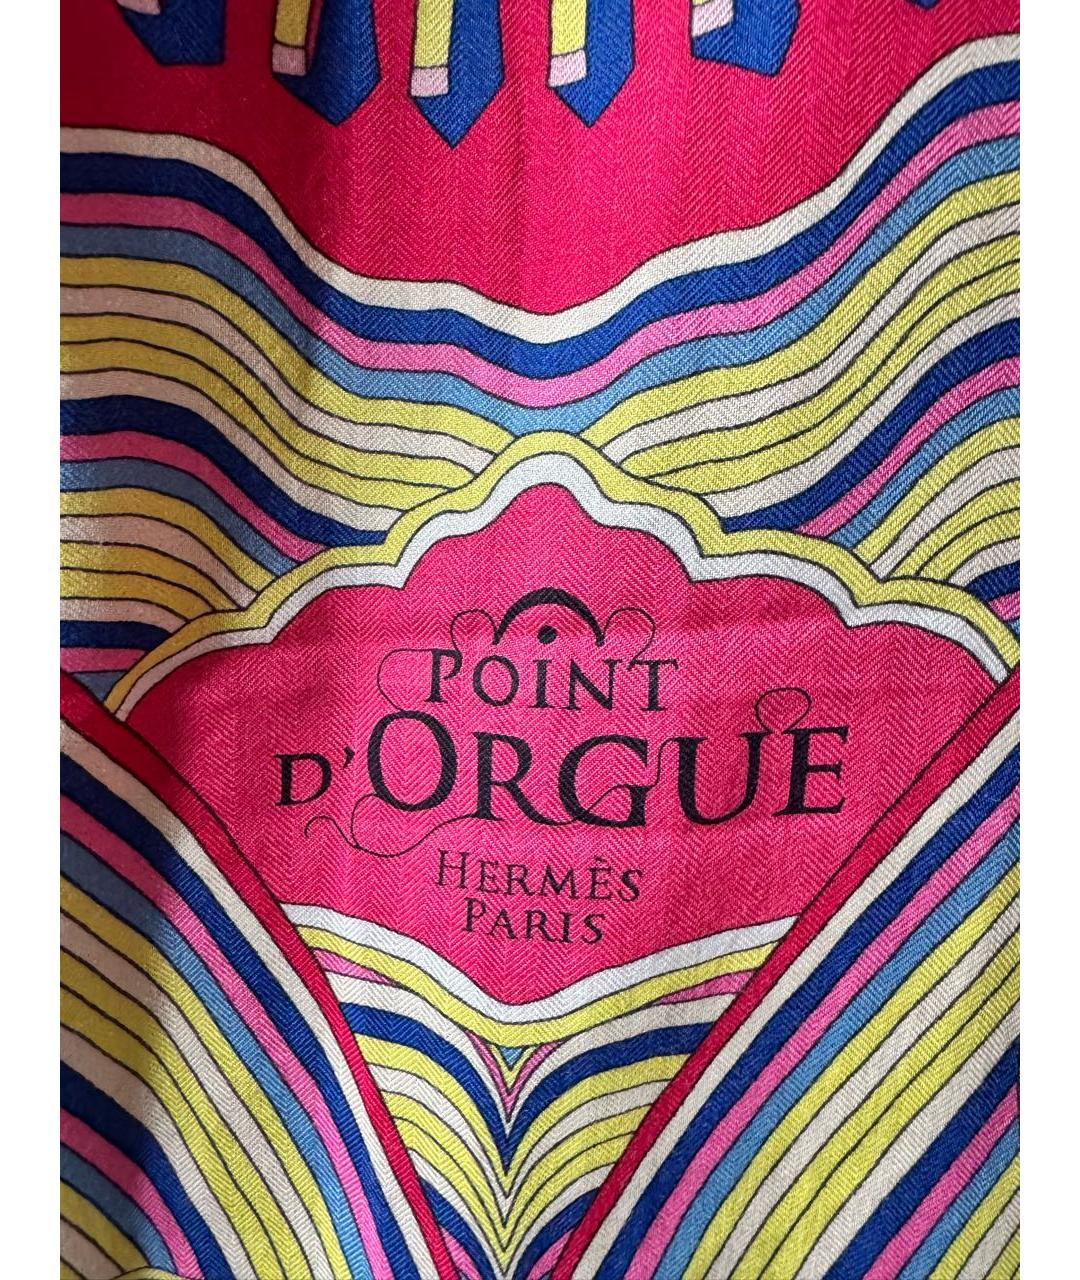 POINT
D'ORGUE
HERMÈS
PARIS